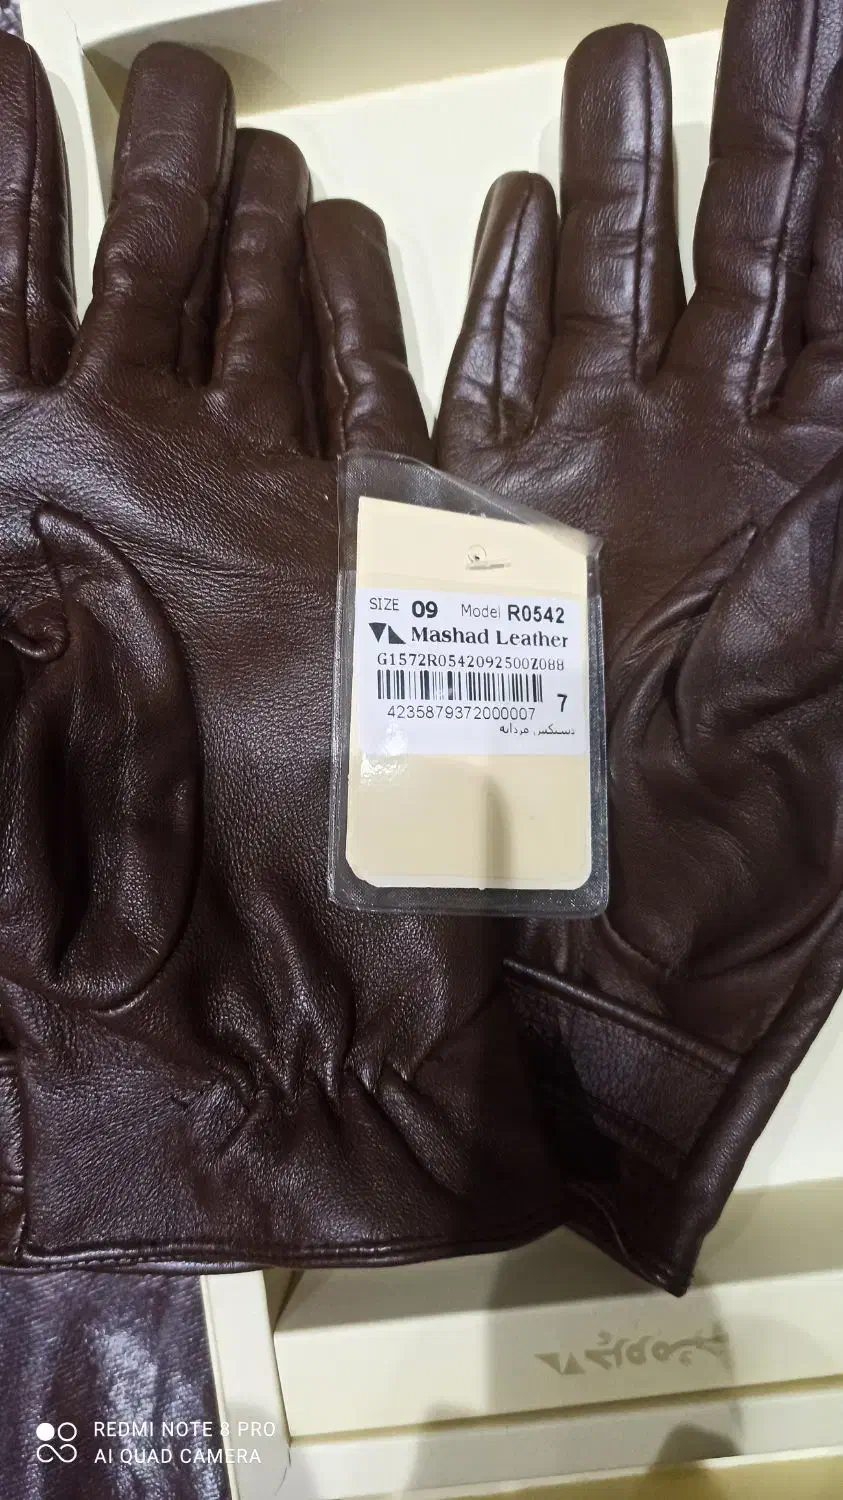 SIZE 09 Model R0542
Mashad Leather
G1572R0542092500Z088
7
4235879372000007
دستکش مردانه
REDMI NOTE 8 PRO
AI QUAD CAMERA